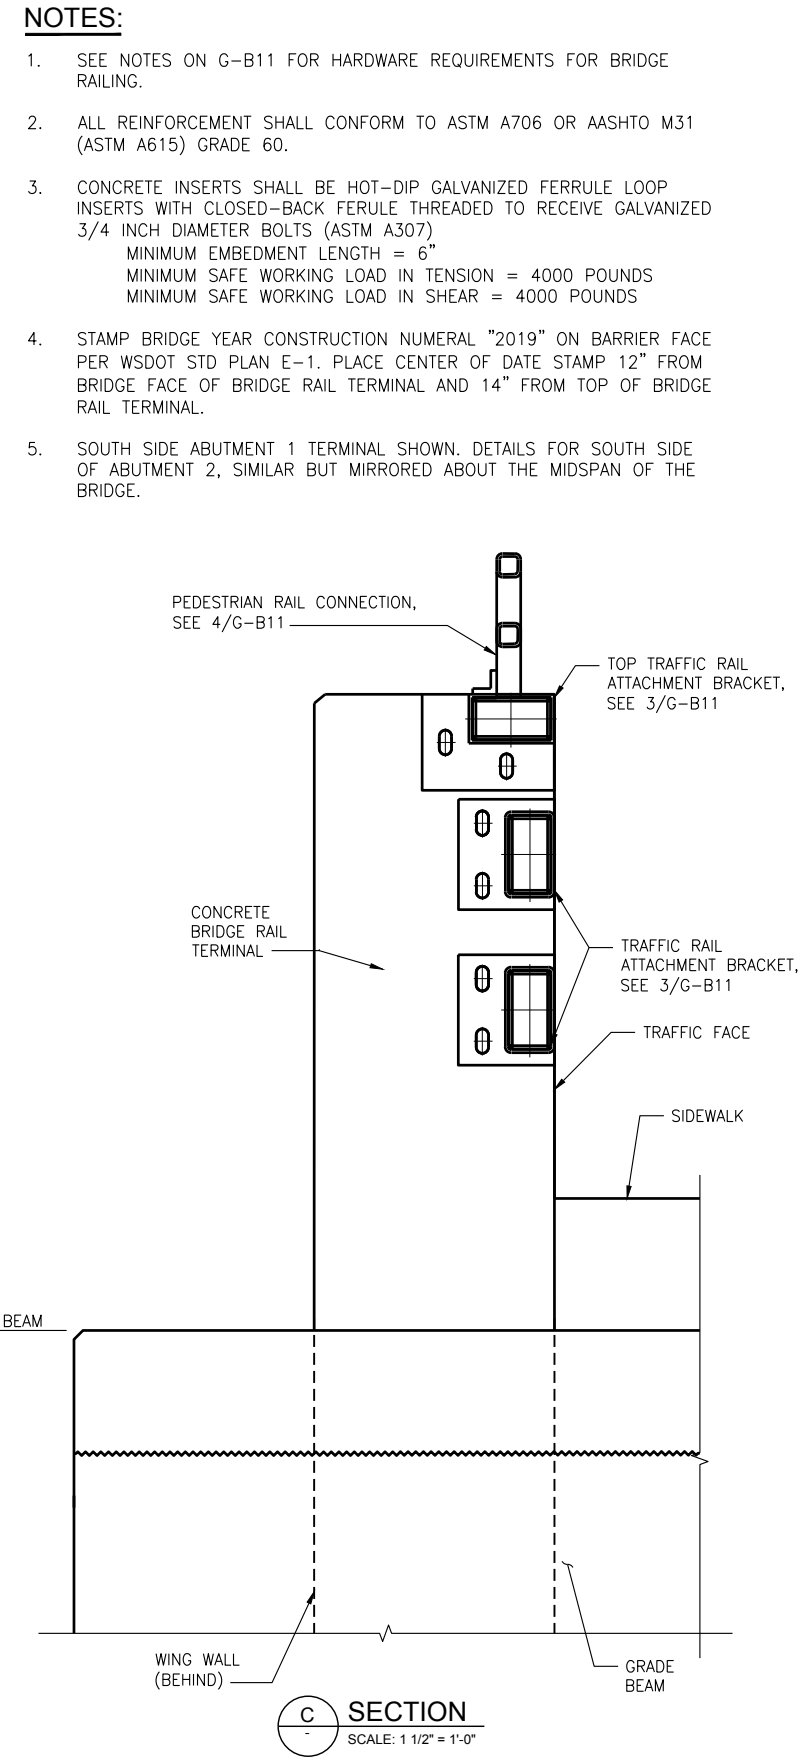 NOTES:
1. SEE NOTES ON G-B11 FOR HARDWARE REQUIREMENTS FOR BRIDGE
RAILING.
2. ALL REINFORCEMENT SHALL CONFORM TO ASTM A706 OR AASHTO M31
(ASTM A615) GRADE 60.
3. CONCRETE INSERTS SHALL BE HOT-DIP GALVANIZED FERRULE LOOP
INSERTS WITH CLOSED-BACK FERULE THREADED TO RECEIVE GALVANIZED
3/4 INCH DIAMETER BOLTS (ASTM A307)
MINIMUM EMBEDMENT LENGTH = 6"
MINIMUM SAFE WORKING LOAD IN TENSION = 4000 POUNDS
MINIMUM SAFE WORKING LOAD IN SHEAR = 4000 POUNDS
4. STAMP BRIDGE YEAR CONSTRUCTION NUMERAL "2019" ON BARRIER FACE
PER WSDOT STD PLAN E-1. PLACE CENTER OF DATE STAMP 12" FROM
BRIDGE FACE OF BRIDGE RAIL TERMINAL AND 14" FROM TOP OF BRIDGE
RAIL TERMINAL.
5. SOUTH SIDE ABUTMENT 1 TERMINAL SHOWN. DETAILS FOR SOUTH SIDE
OF ABUTMENT 2, SIMILAR BUT MIRRORED ABOUT THE MIDSPAN OF THE
BRIDGE.
PEDESTRIAN RAIL CONNECTION,
SEE 4/G-B11
TOP TRAFFIC RAIL
ATTACHMENT BRACKET,
SEE 3/G-B11
CONCRETE
BRIDGE RAIL
TERMINAL
TRAFFIC RAIL
ATTACHMENT BRACKET,
SEE 3/G-B11
TRAFFIC FACE
SIDEWALK
BEAM
WING WALL
(BEHIND)
GRADE
BEAM
C
-
SECTION
SCALE: 1 1/2" = 1'-0"